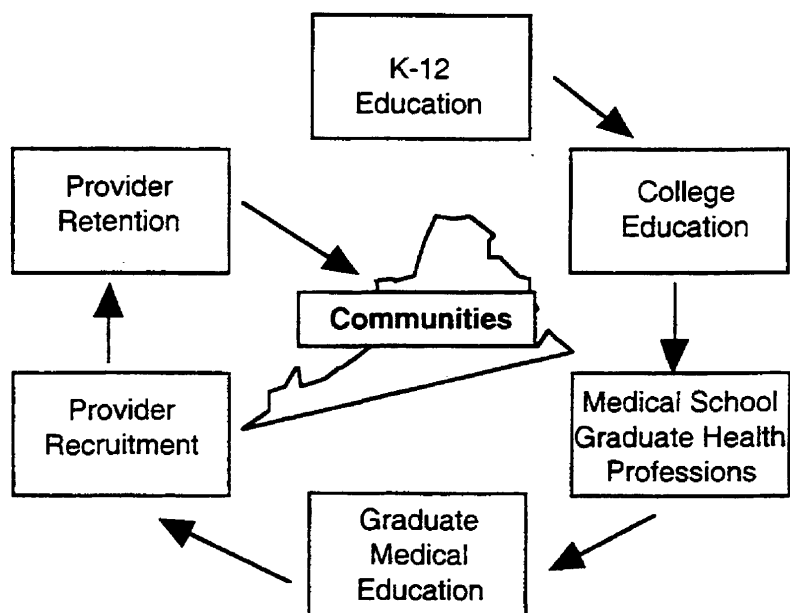 K-12
Education
College
Education
Medical School
Graduate Health
Professions
Graduate
Medical
Education
Provider
Recruitment
Provider
Retention
Communities